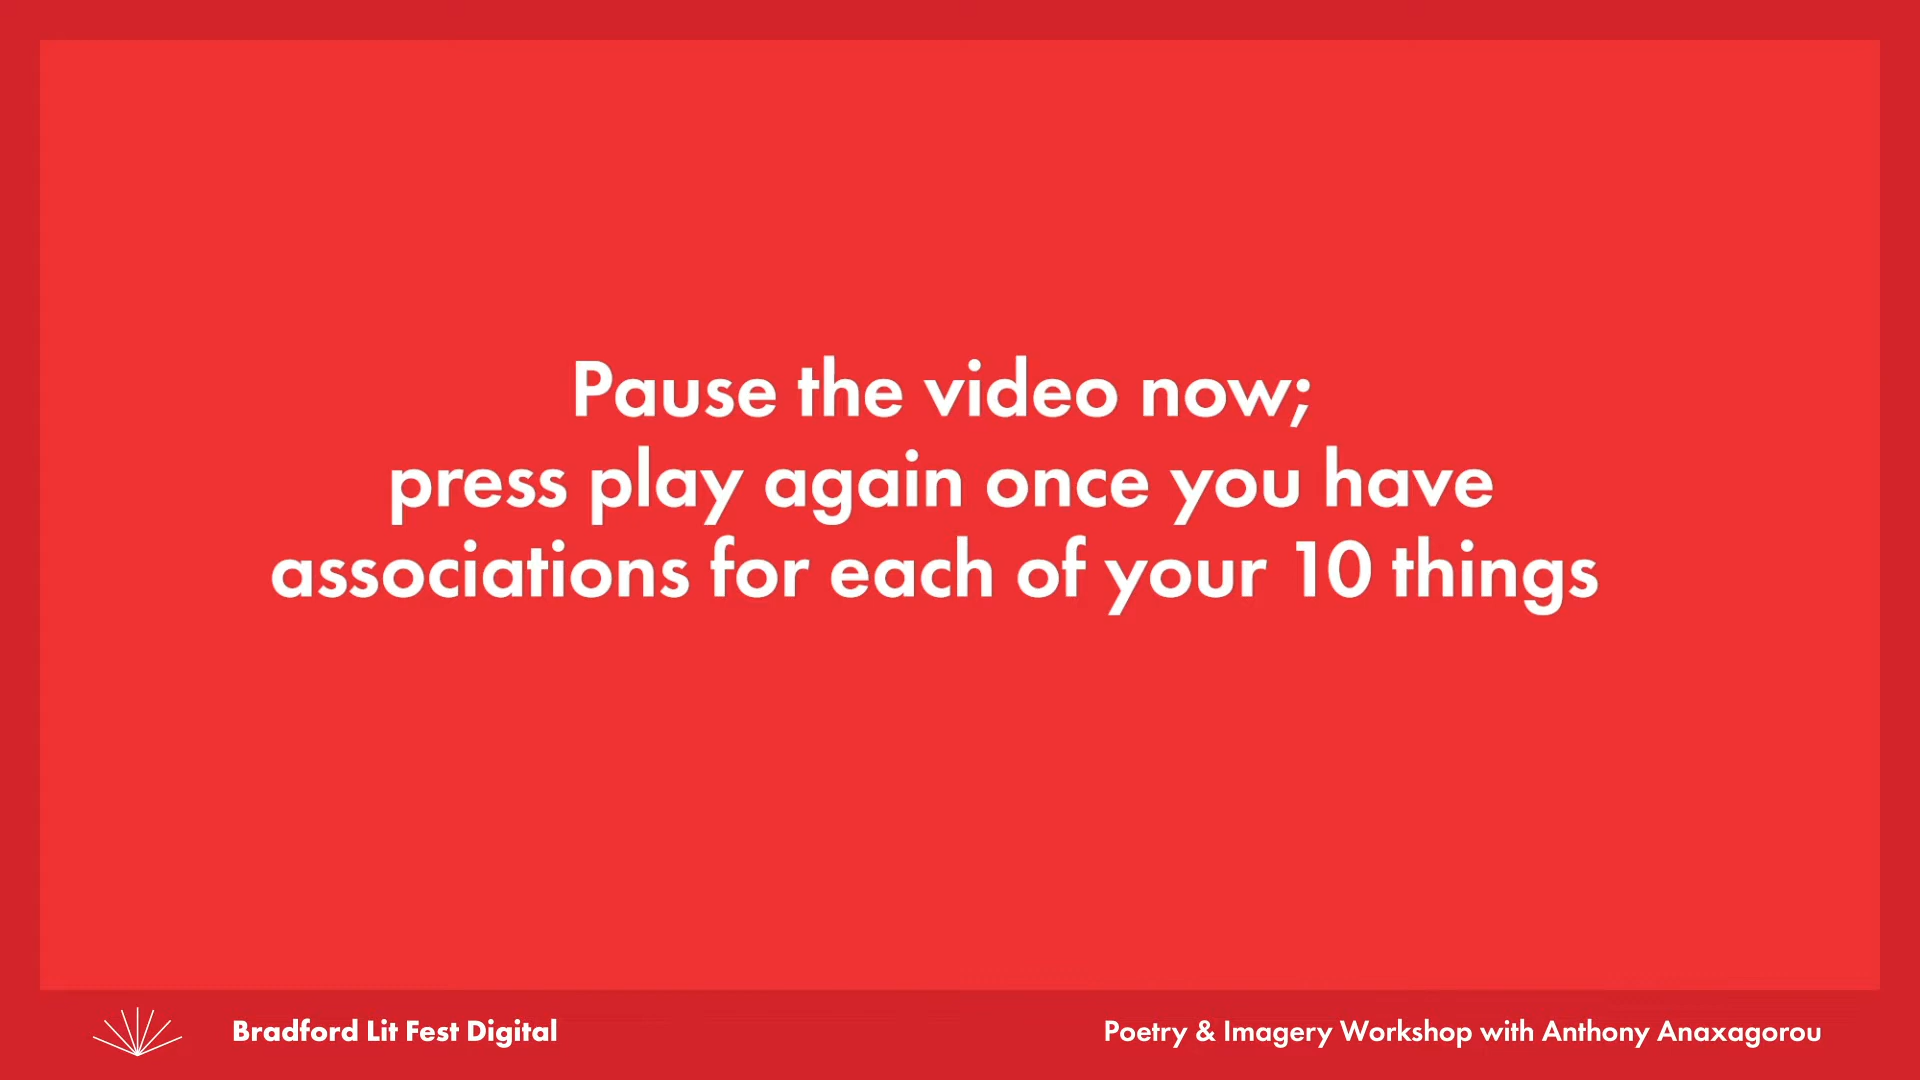 Pause the video now;
press play again once you have
associations for each of your 10 things
Bradford Lit Fest Digital
Poetry & Imagery Workshop with Anthony Anaxagorou